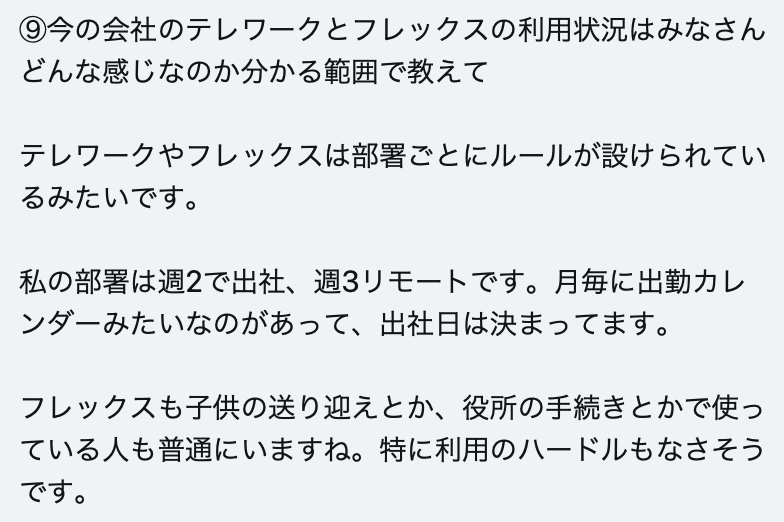 ⑨今の会社のテレワークとフレックスの利用状況はみなさん
どんな感じなのか分かる範囲で教えて
テレワークやフレックスは部署ごとにルールが設けられてい
るみたいです。
私の部署は週2で出社、週3リモートです。月毎に出勤カレ
ンダーみたいなのがあって、出社日は決まってます。
フレックスも子供の送り迎えとか、役所の手続きとかで使っ
ている人も普通にいますね。特に利用のハードルもなさそう
です。